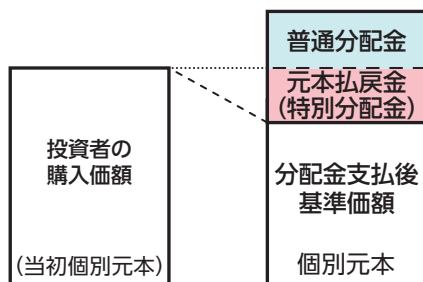 普通分配金
元本払戻金
(特別分配金)
投資者の
購入価額
(当初個別元本)
分配金支払後
基準価額
個別元本